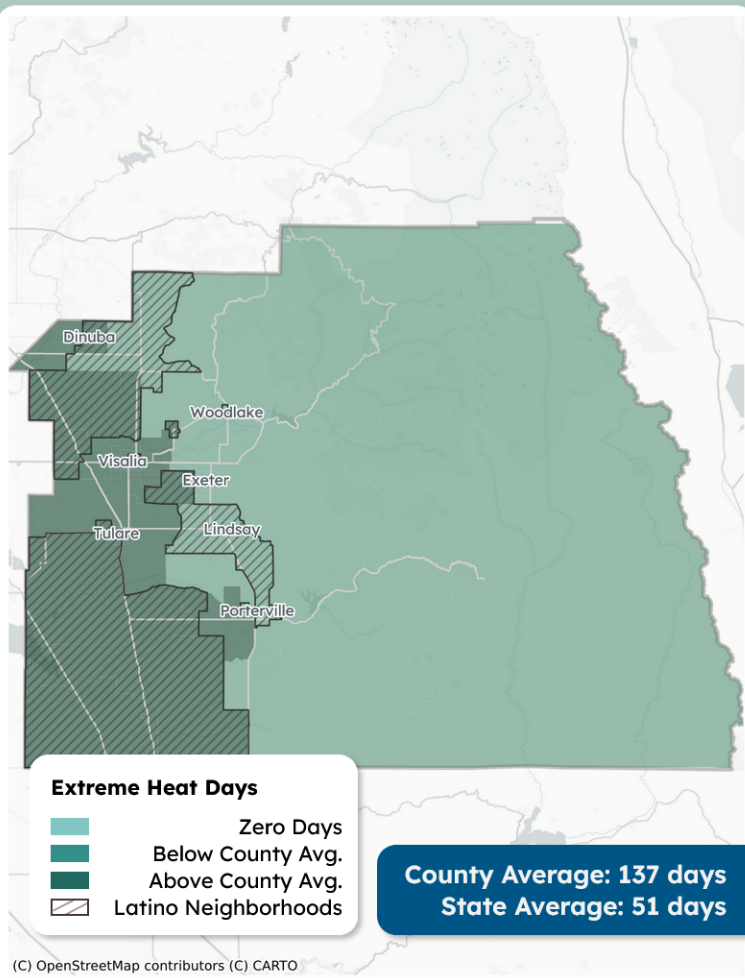 Dinuba
Woodlake
Visalia
Exeter
Tulare
Lindsay
Porterville
Extreme Heat Days
Zero Days
Below County Avg.
Above County Avg.
Latino Neighborhoods
County Average: 137 days
State Average: 51 days
(C) OpenStreetMap contributors (C) CARTO